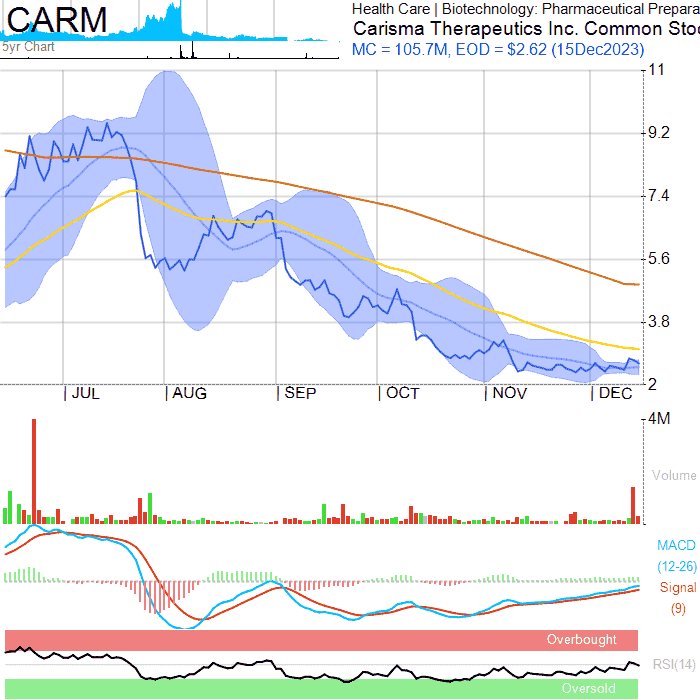 CARM
5yr Chart
Health Care | Biotechnology: Pharmaceutical Prepara
Carisma Therapeutics Inc. Common Stoc
MC = 105.7M, EOD = $2.62 (15Dec2023)
11
9.2
7.4
5.6
3.8
2
| JUL | AUG | SEP | OCT | NOV | DEC
4M
Volume
MACD
(12-26)
Signal
(9)
Overbought
RSI(14)
Oversold